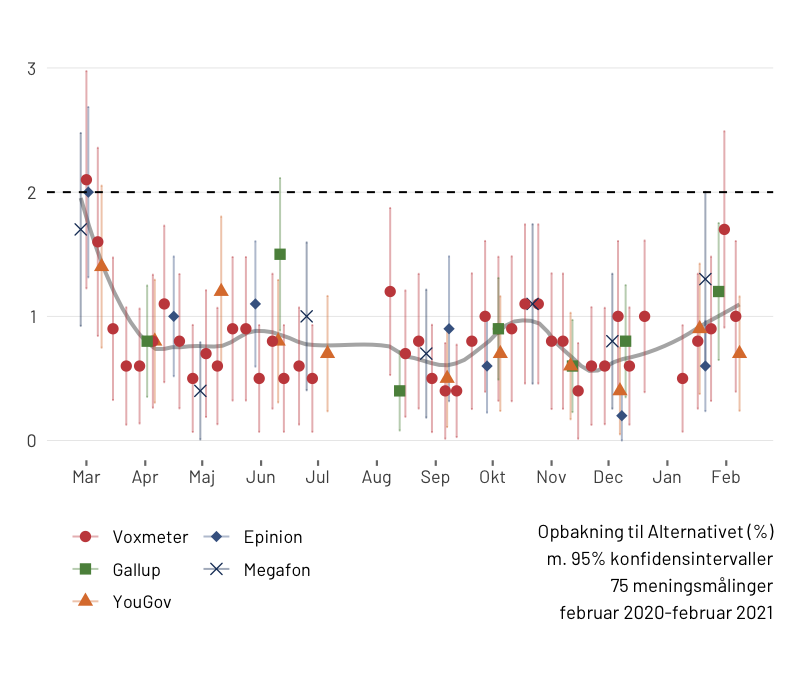 3
2
1
0
Mar Apr Maj Jun Jul Aug Sep Okt Nov Dec Jan Feb
Voxmeter Epinion
Gallup Megafon
YouGov
Opbakning til Alternativet (%)
m. 95% konfidensintervaller
75 meningsmålinger
februar 2020-februar 2021